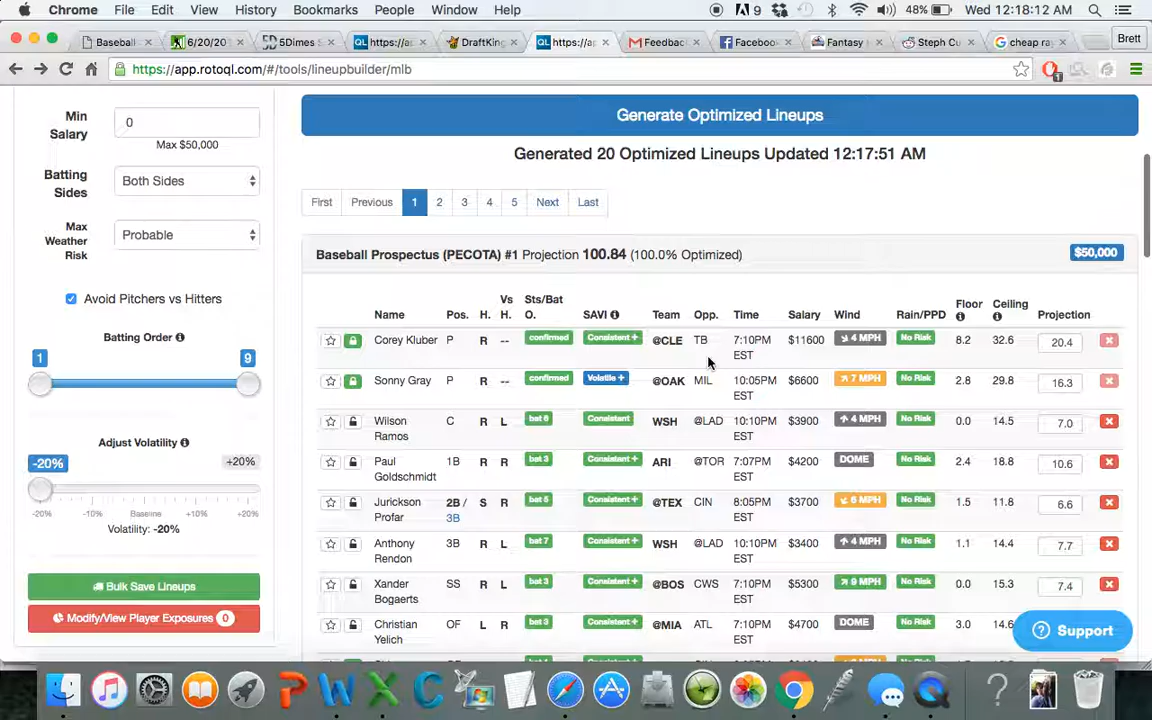 Chrome File Edit View History Bookmarks People Window Help 9 48% Wed 12:18:12 AM
Baseball 6/20/20 5Dimes S https://a DraftKing https://a Feedbac Faceboo Fantasy Steph Cu cheap ra Brett
https://app.rotoql.com/#/tools/lineupbuilder/mlb
Min Salary 0
Max $50,000
Batting Sides Both Sides
Max Weather Risk Probable
Avoid Pitchers vs Hitters
Batting Order
1 9
Adjust Volatility
-20% +20%
-20% -10% Baseline +10% +20%
Volatility: -20%
Bulk Save Lineups
Modify/View Player Exposures 0
Generate Optimized Lineups
Generated 20 Optimized Lineups Updated 12:17:51 AM
First Previous 1 2 3 4 5 Next Last
Baseball Prospectus (PECOTA) #1 Projection 100.84 (100.0% Optimized) $50,000
Name Pos. H. Vs H. Sts/Bat O. SAVI Team Opp. Time Salary Wind Rain/PPD Floor Ceiling Projection
Corey Kluber P R -- confirmed Consistent + @CLE TB 7:10PM EST $11600 4 MPH No Risk 8.2 32.6 20.4
Sonny Gray P R -- confirmed Volatile + @OAK MIL 10:05PM EST $6600 7 MPH No Risk 2.8 29.8 16.3
Wilson Ramos C R L bat 6 Consistent WSH @LAD 10:10PM EST $3900 4 MPH No Risk 0.0 14.5 7.0
Paul Goldschmidt 1B R R bat 3 Consistent + ARI @TOR 7:07PM EST $4200 DOME No Risk 2.4 18.8 10.6
Jurickson Profar 2B / 3B S R bat 5 Consistent + @TEX CIN 8:05PM EST $3700 6 MPH No Risk 1.5 11.8 6.6
Anthony Rendon 3B R L bat 7 Consistent + WSH @LAD 10:10PM EST $3400 4 MPH No Risk 1.1 14.4 7.7
Xander Bogaerts SS R L bat 3 Consistent + @BOS CWS 7:10PM EST $5300 9 MPH No Risk 0.0 15.3 7.4
Christian Yelich OF L R bat 3 Consistent + @MIA ATL 7:10PM EST $4700 DOME No Risk 3.0 14.6
Support